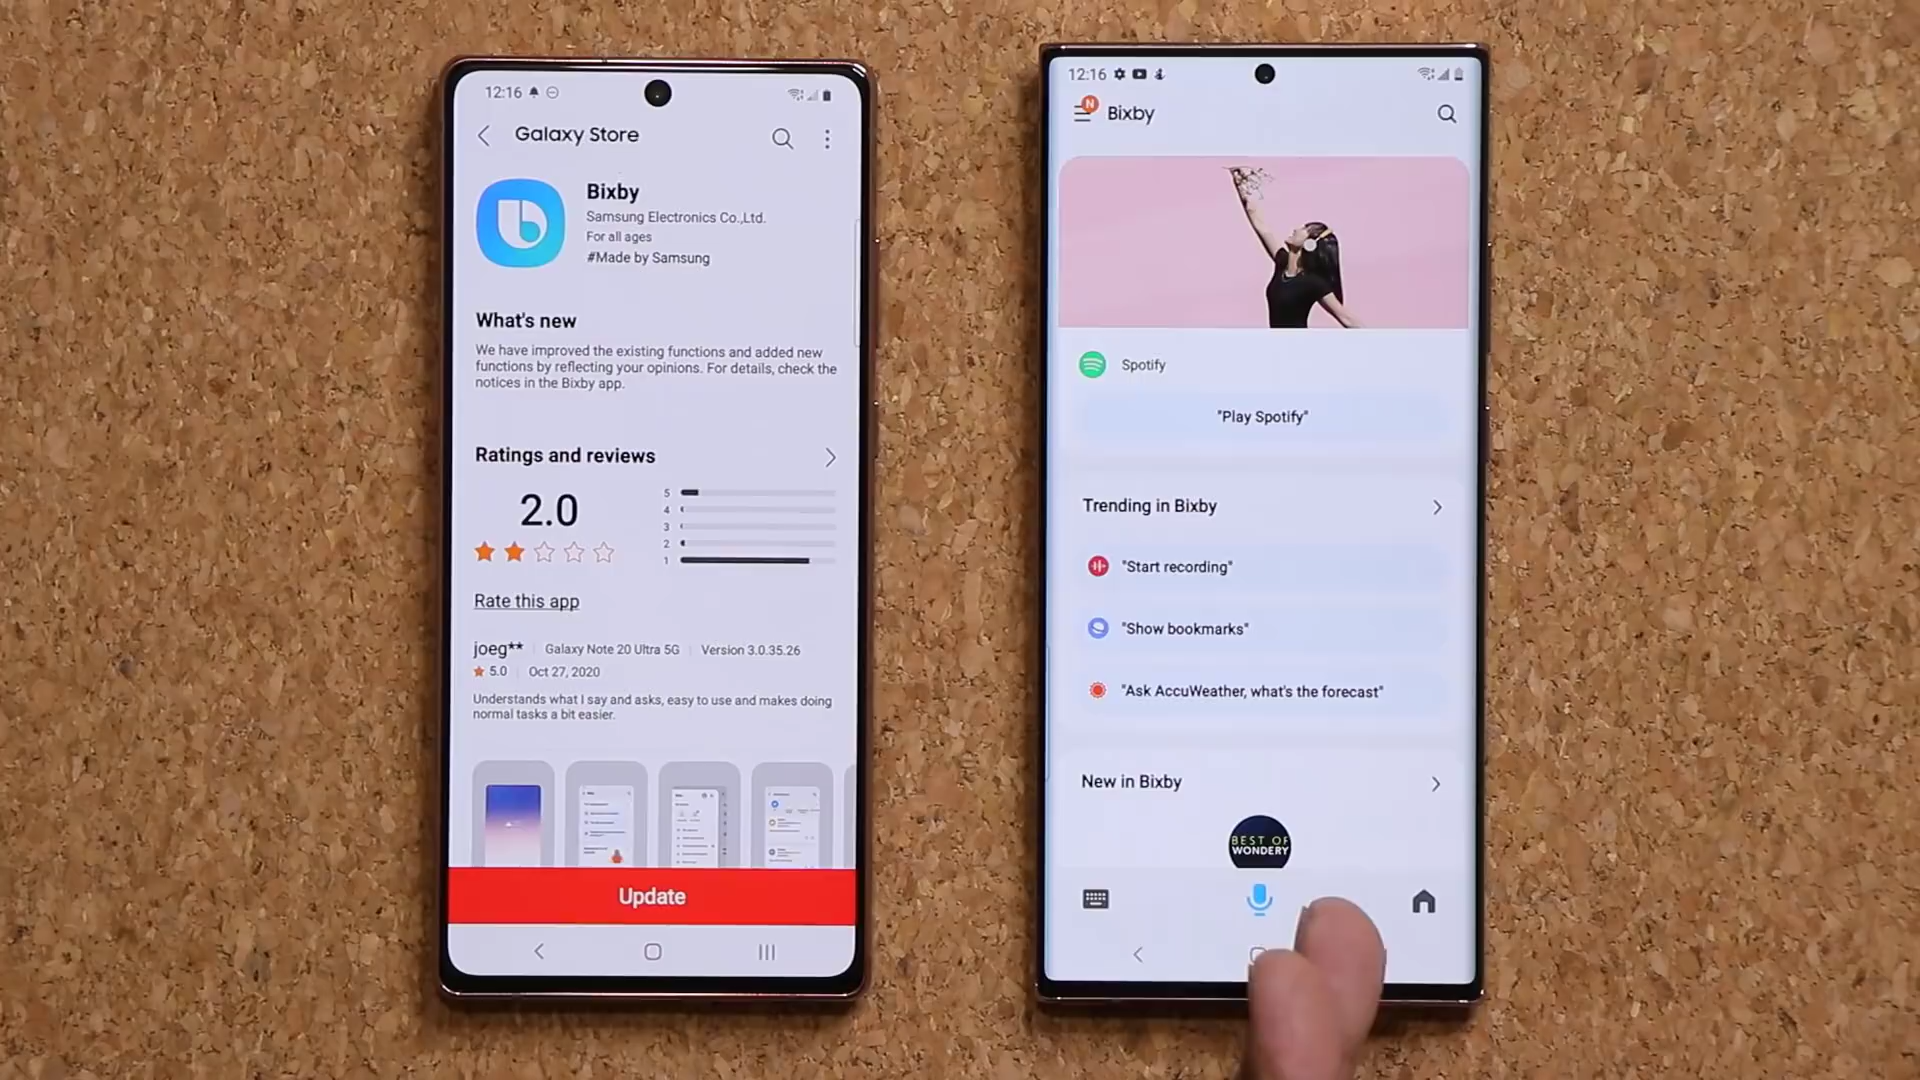 12:16
Galaxy Store
Bixby
Samsung Electronics Co.,Ltd.
For all ages
#Made by Samsung
What's new
We have improved the existing functions and added new
functions by reflecting your opinions. For details, check the
notices in the Bixby app.
Ratings and reviews
2.0
5
4
3
2
1
Rate this app
joeg** Galaxy Note 20 Ultra 5G Version 3.0.35.26
5.0 Oct 27, 2020
Understands what I say and asks, easy to use and makes doing
normal tasks a bit easier.
Update
12:16
N
Bixby
Spotify
"Play Spotify"
Trending in Bixby
"Start recording"
"Show bookmarks"
"Ask AccuWeather, what's the forecast"
New in Bixby
BEST OF
WONDERY